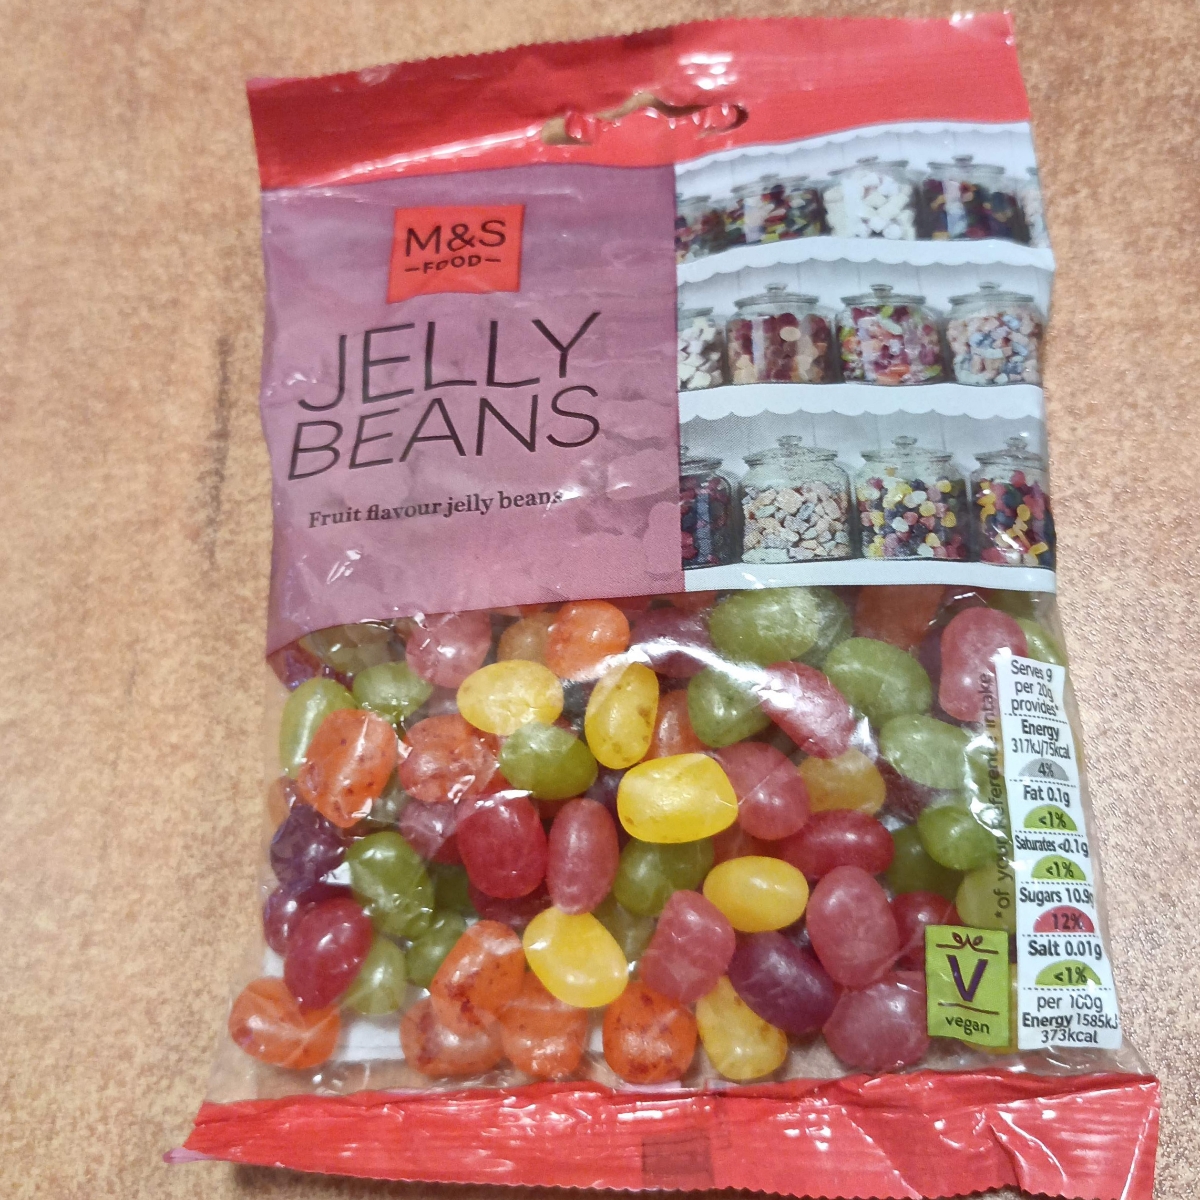 M&S
FOOD
JELLY
BEANS
Fruit flavour jelly beans
*of your reference intake
Serves 9
per 20g
provides*
Energy
317kJ/75kcal
4%
Fat 0.1g
<1%
Saturates <0.1g
<1%
Sugars 10.9g
12%
Salt 0.01g
<1%
per 100g
Energy 1585kJ
373kcal
V
vegan